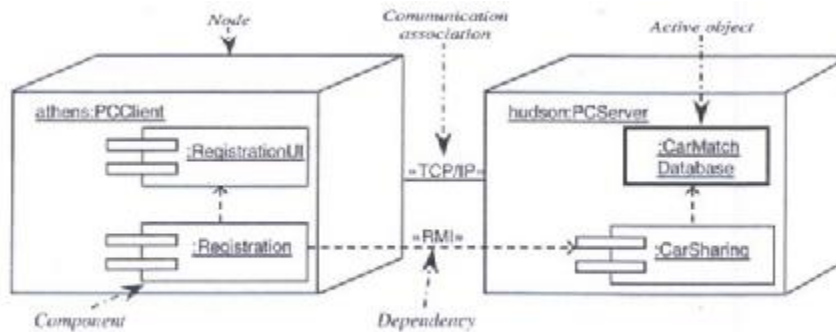 Node
Communication
association
Active object
athens:PCClient
hudson:PCServer
:RegistrationUI
:CarMatch
Database
«TCP/IP»
:Registration
«RMI»
:CarSharing
Component
Dependency